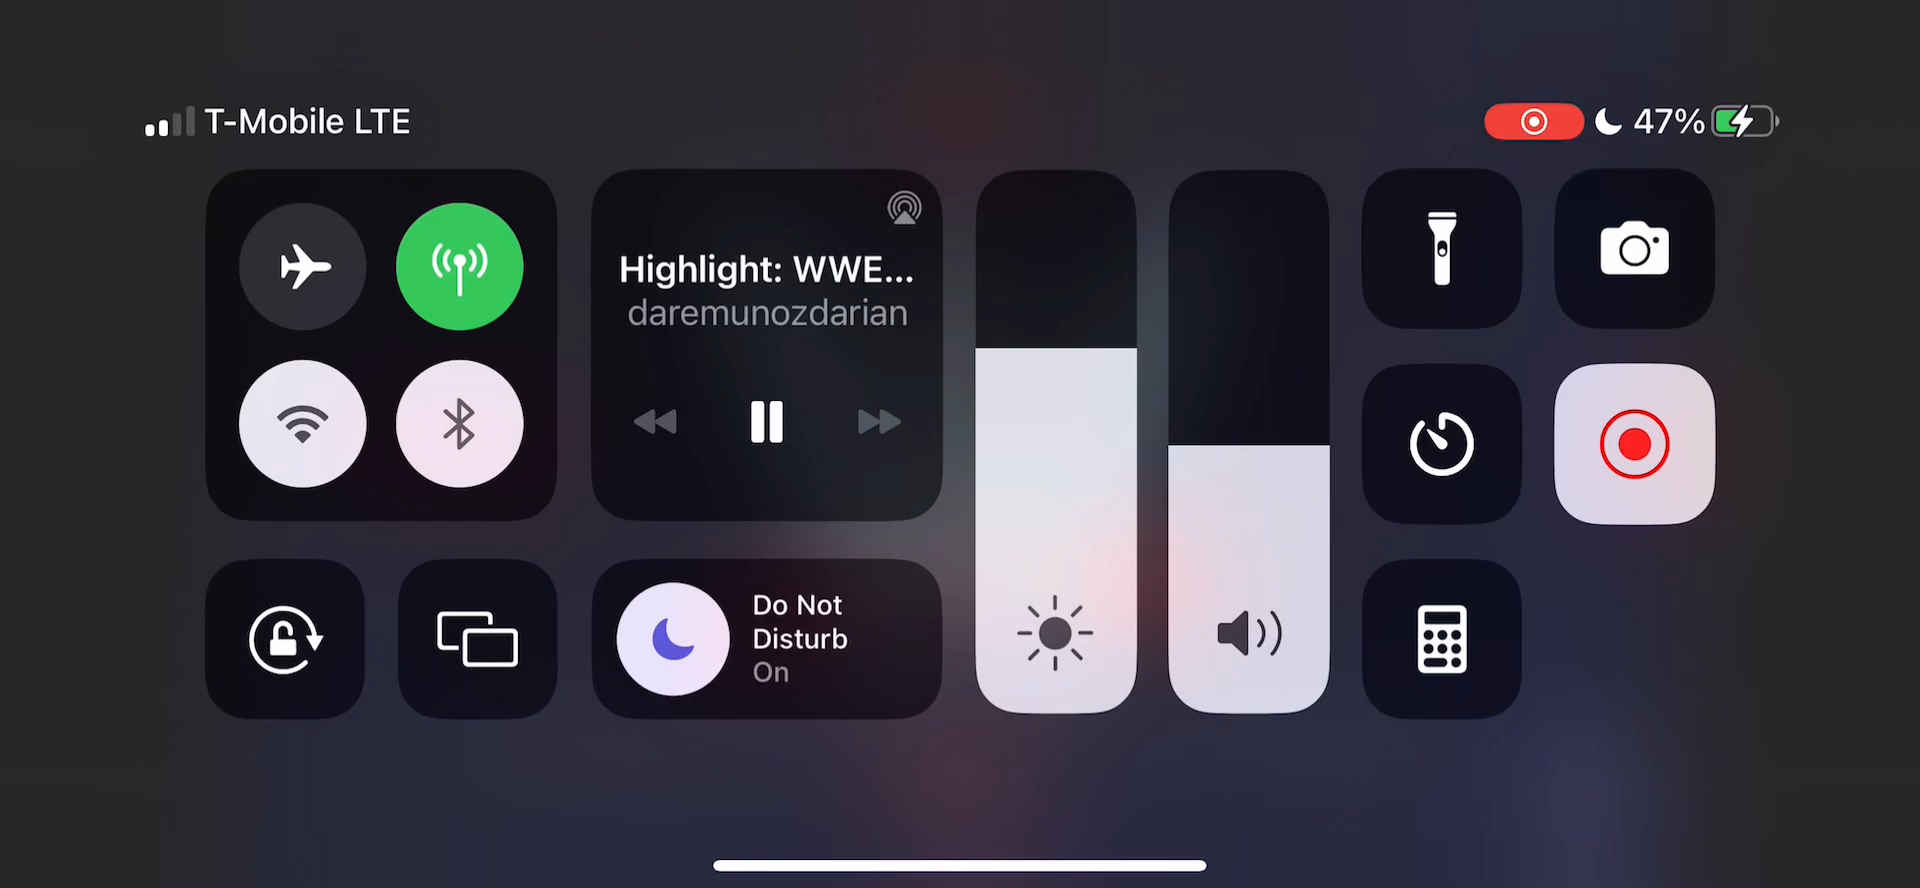 T-Mobile LTE
47%
Highlight: WWE...
daremunozdarian
Do Not
Disturb
On